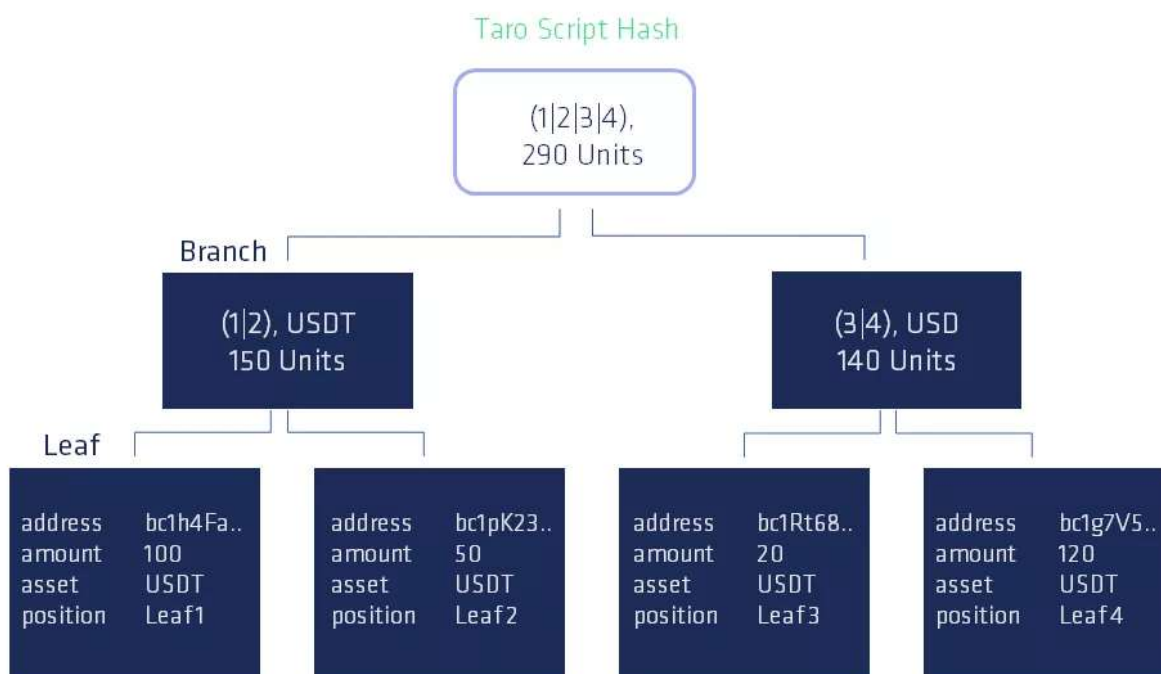 Taro Script Hash
(1|2|3|4),
290 Units
Branch
(1|2), USDT
150 Units
(3|4), USD
140 Units
Leaf
address bc1h4Fa..
amount 100
asset USDT
position Leaf1
address bc1pK23..
amount 50
asset USDT
position Leaf2
address bc1Rt68..
amount 20
asset USDT
position Leaf3
address bc1g7V5..
amount 120
asset USDT
position Leaf4